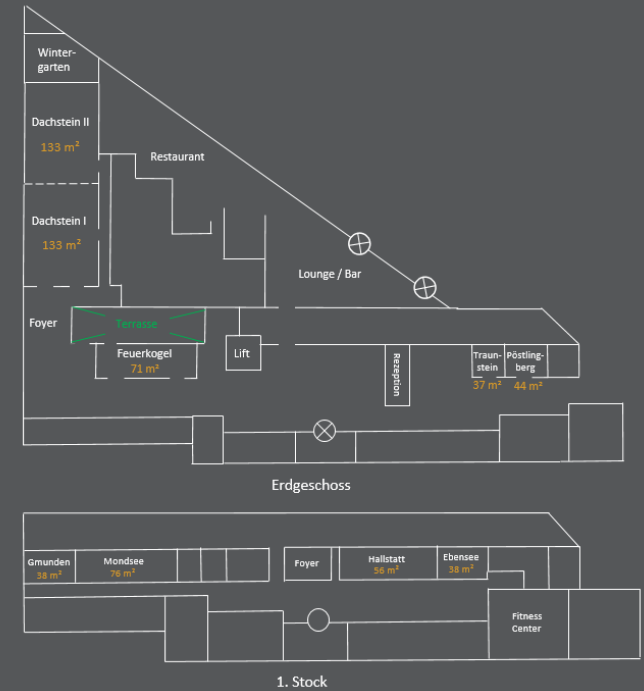 Winter-
garten
Dachstein II
133 m²
Restaurant
Dachstein I
133 m²
Lounge / Bar
Foyer
Terrasse
Feuerkogel
71 m³
Lift
Rezeption
Traun-
stein
37 m²
Pöstling-
berg
44 m²
Erdgeschoss
Gmunden
38 m²
Mondsee
76 m²
Foyer
Hallstatt
56 m²
Ebensee
38 m²
Fitness
Center
1. Stock